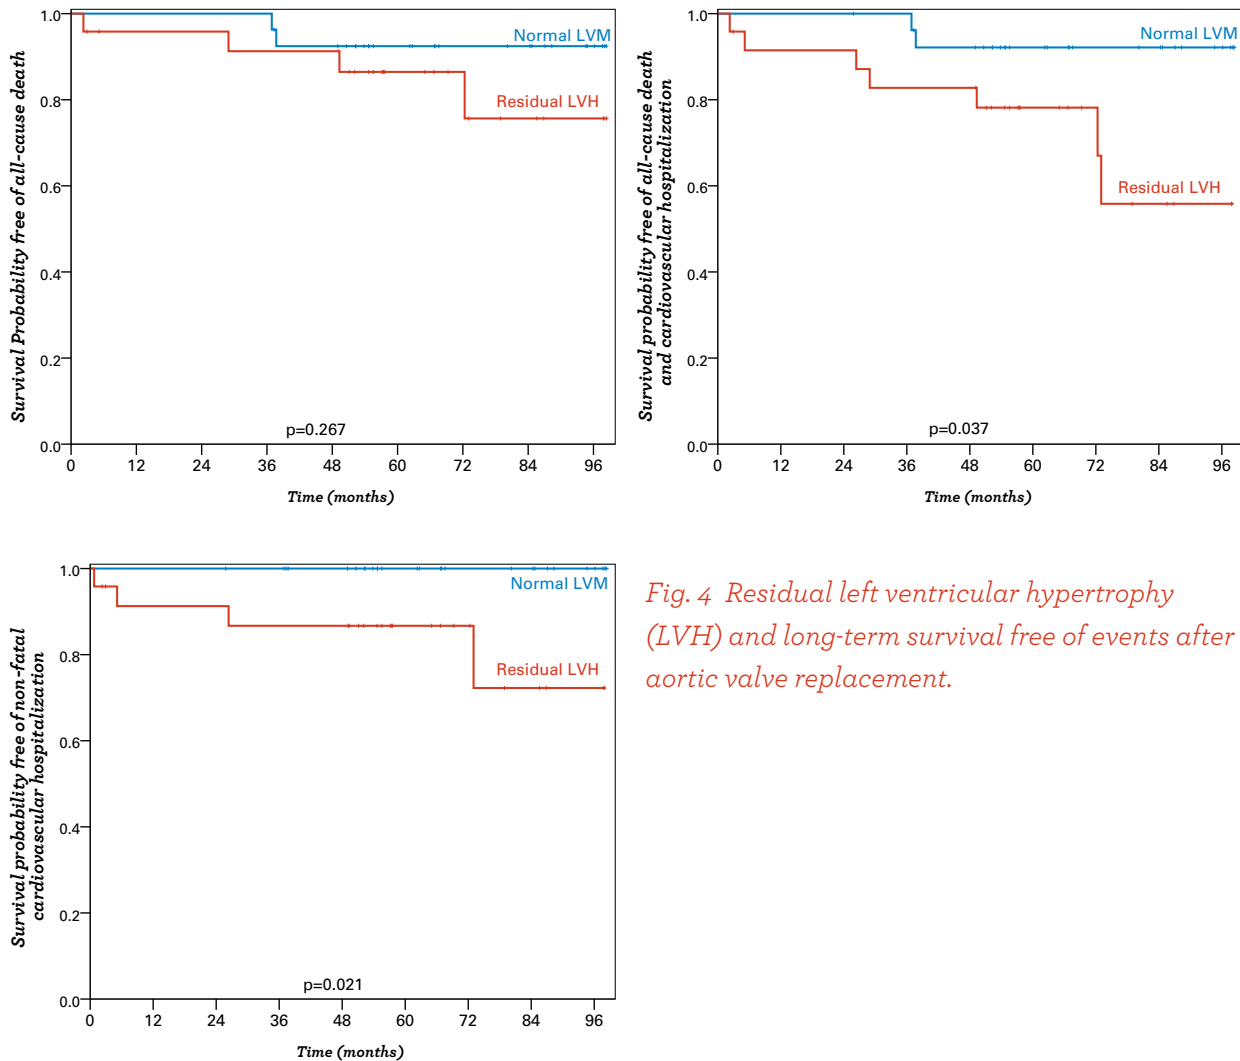 Survival Probability free of all-cause death
1.0
0.8
0.6
0.4
0.2
0.0
Normal LVM
Residual LVH
p=0.267
0 12 24 36 48 60 72 84 96
Time (months)
Survival probability free of all-cause death
and cardiovascular hospitalization
1.0
0.8
0.6
0.4
0.2
0.0
Normal LVM
Residual LVH
p=0.037
0 12 24 36 48 60 72 84 96
Time (months)
Survival probability free of non-fatal
cardiovascular hospitalization
1.0
0.8
0.6
0.4
0.2
0.0
Normal LVM
Residual LVH
p=0.021
0 12 24 36 48 60 72 84 96
Time (months)
Fig. 4 Residual left ventricular hypertrophy
(LVH) and long-term survival free of events after
aortic valve replacement.